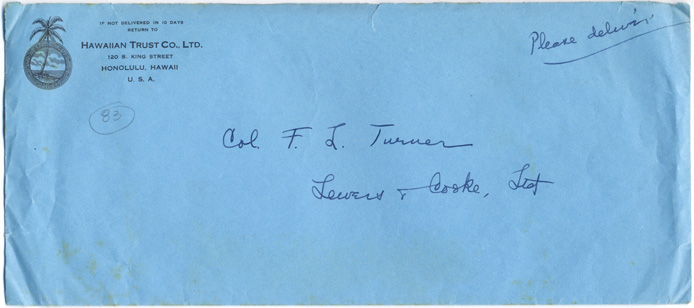 IF NOT DELIVERED IN 10 DAYS
RETURN TO
HAWAIIAN TRUST CO., LTD.
120 S. KING STREET
HONOLULU, HAWAII
U. S. A.
Please deliver
83
Col. F. L. Turner
Lewers & Cooke, Ltd